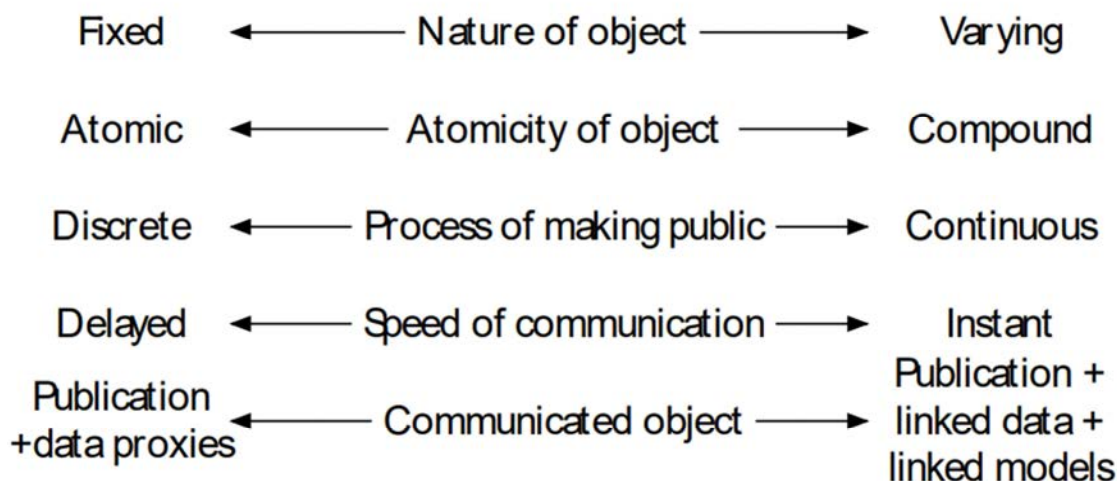 Fixed Nature of object Varying
Atomic Atomicity of object Compound
Discrete Process of making public Continuous
Delayed Speed of communication Instant
Publication
+data proxies
Communicated object
Publication +
linked data +
linked models